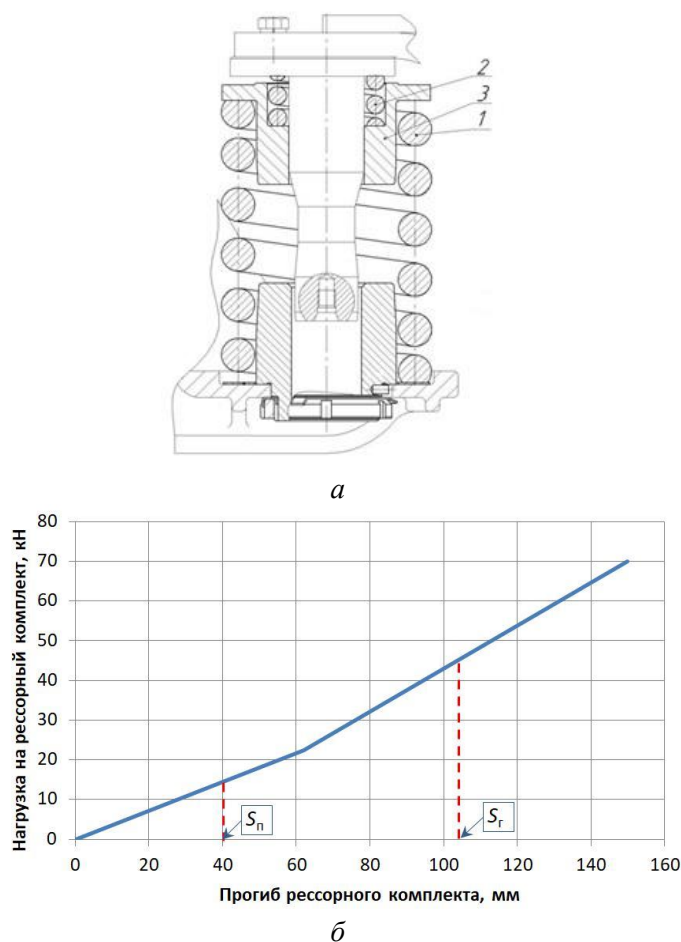 2
3
1
а
Нагрузка на рессорный комплект, кН
80
70
60
50
40
30
20
10
0
Sп
Sг
0 20 40 60 80 100 120 140 160
Прогиб рессорного комплекта, мм
б